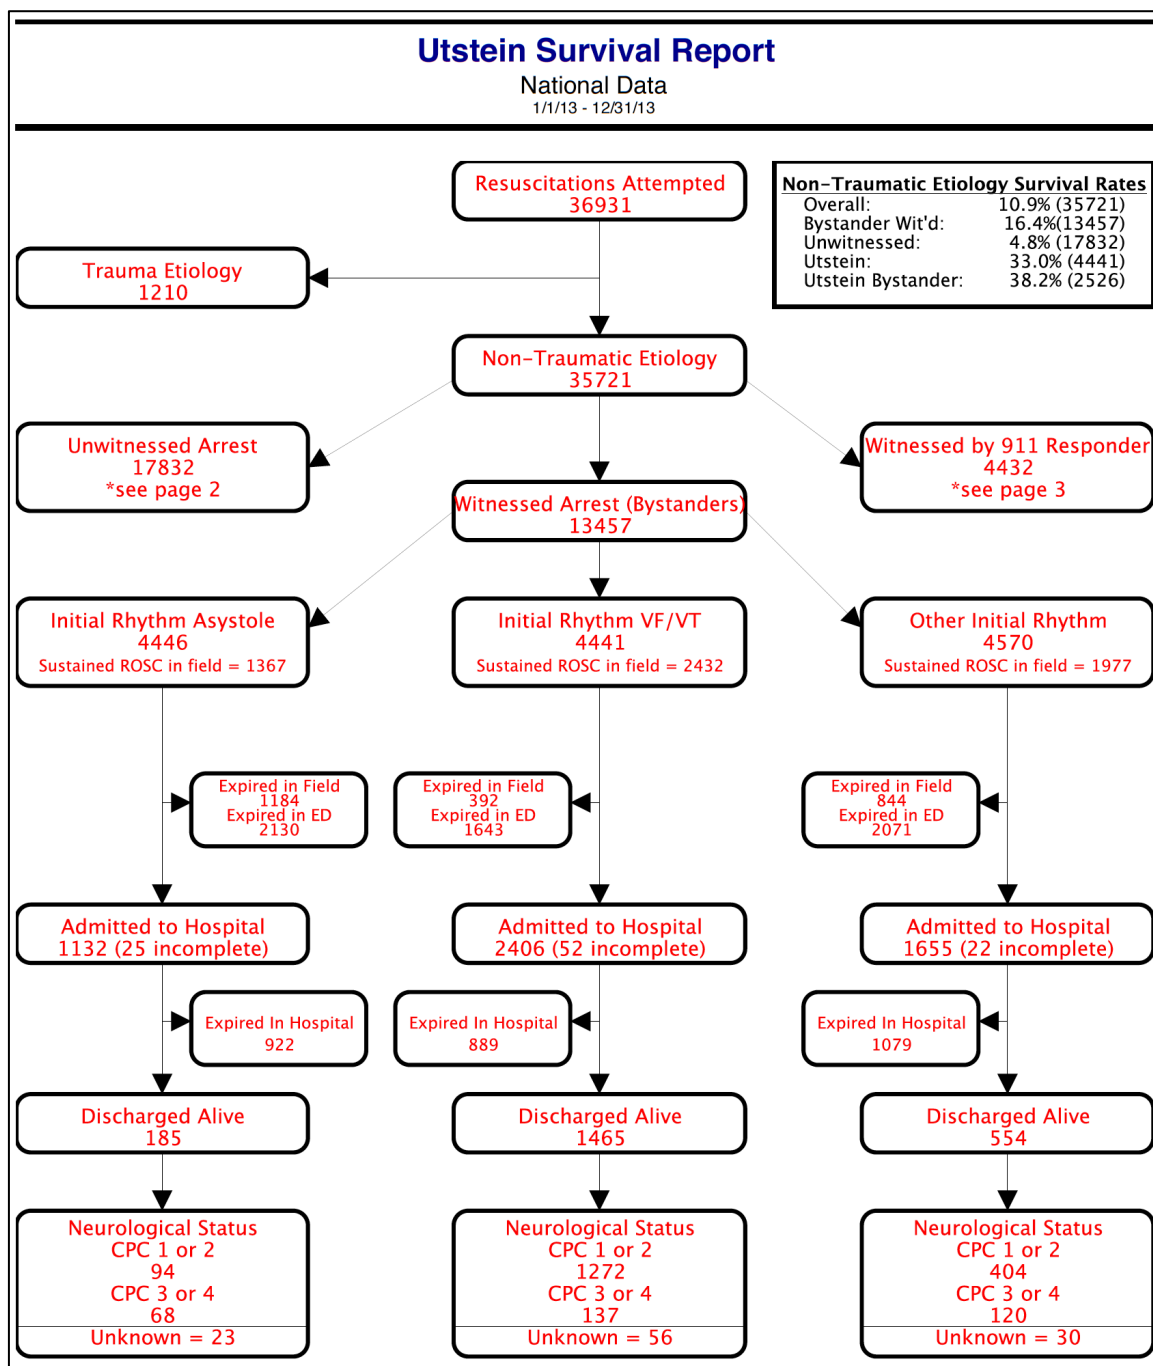 Utstein Survival Report
National Data
1/1/13 - 12/31/13
Resuscitations Attempted
36931
Non-Traumatic Etiology Survival Rates
Overall: 10.9% (35721)
Bystander Wit'd: 16.4%(13457)
Unwitnessed: 4.8% (17832)
Utstein: 33.0% (4441)
Utstein Bystander: 38.2% (2526)
Trauma Etiology
1210
Non-Traumatic Etiology
35721
Unwitnessed Arrest
17832
*see page 2
Witnessed Arrest (Bystanders)
13457
Witnessed by 911 Responder
4432
*see page 3
Initial Rhythm Asystole
4446
Sustained ROSC in field = 1367
Initial Rhythm VF/VT
4441
Sustained ROSC in field = 2432
Other Initial Rhythm
4570
Sustained ROSC in field = 1977
Expired in Field
1184
Expired in ED
2130
Expired in Field
392
Expired in ED
1643
Expired in Field
844
Expired in ED
2071
Admitted to Hospital
1132 (25 incomplete)
Admitted to Hospital
2406 (52 incomplete)
Admitted to Hospital
1655 (22 incomplete)
Expired In Hospital
922
Expired In Hospital
889
Expired In Hospital
1079
Discharged Alive
185
Discharged Alive
1465
Discharged Alive
554
Neurological Status
CPC 1 or 2
94
CPC 3 or 4
68
Unknown = 23
Neurological Status
CPC 1 or 2
1272
CPC 3 or 4
137
Unknown = 56
Neurological Status
CPC 1 or 2
404
CPC 3 or 4
120
Unknown = 30